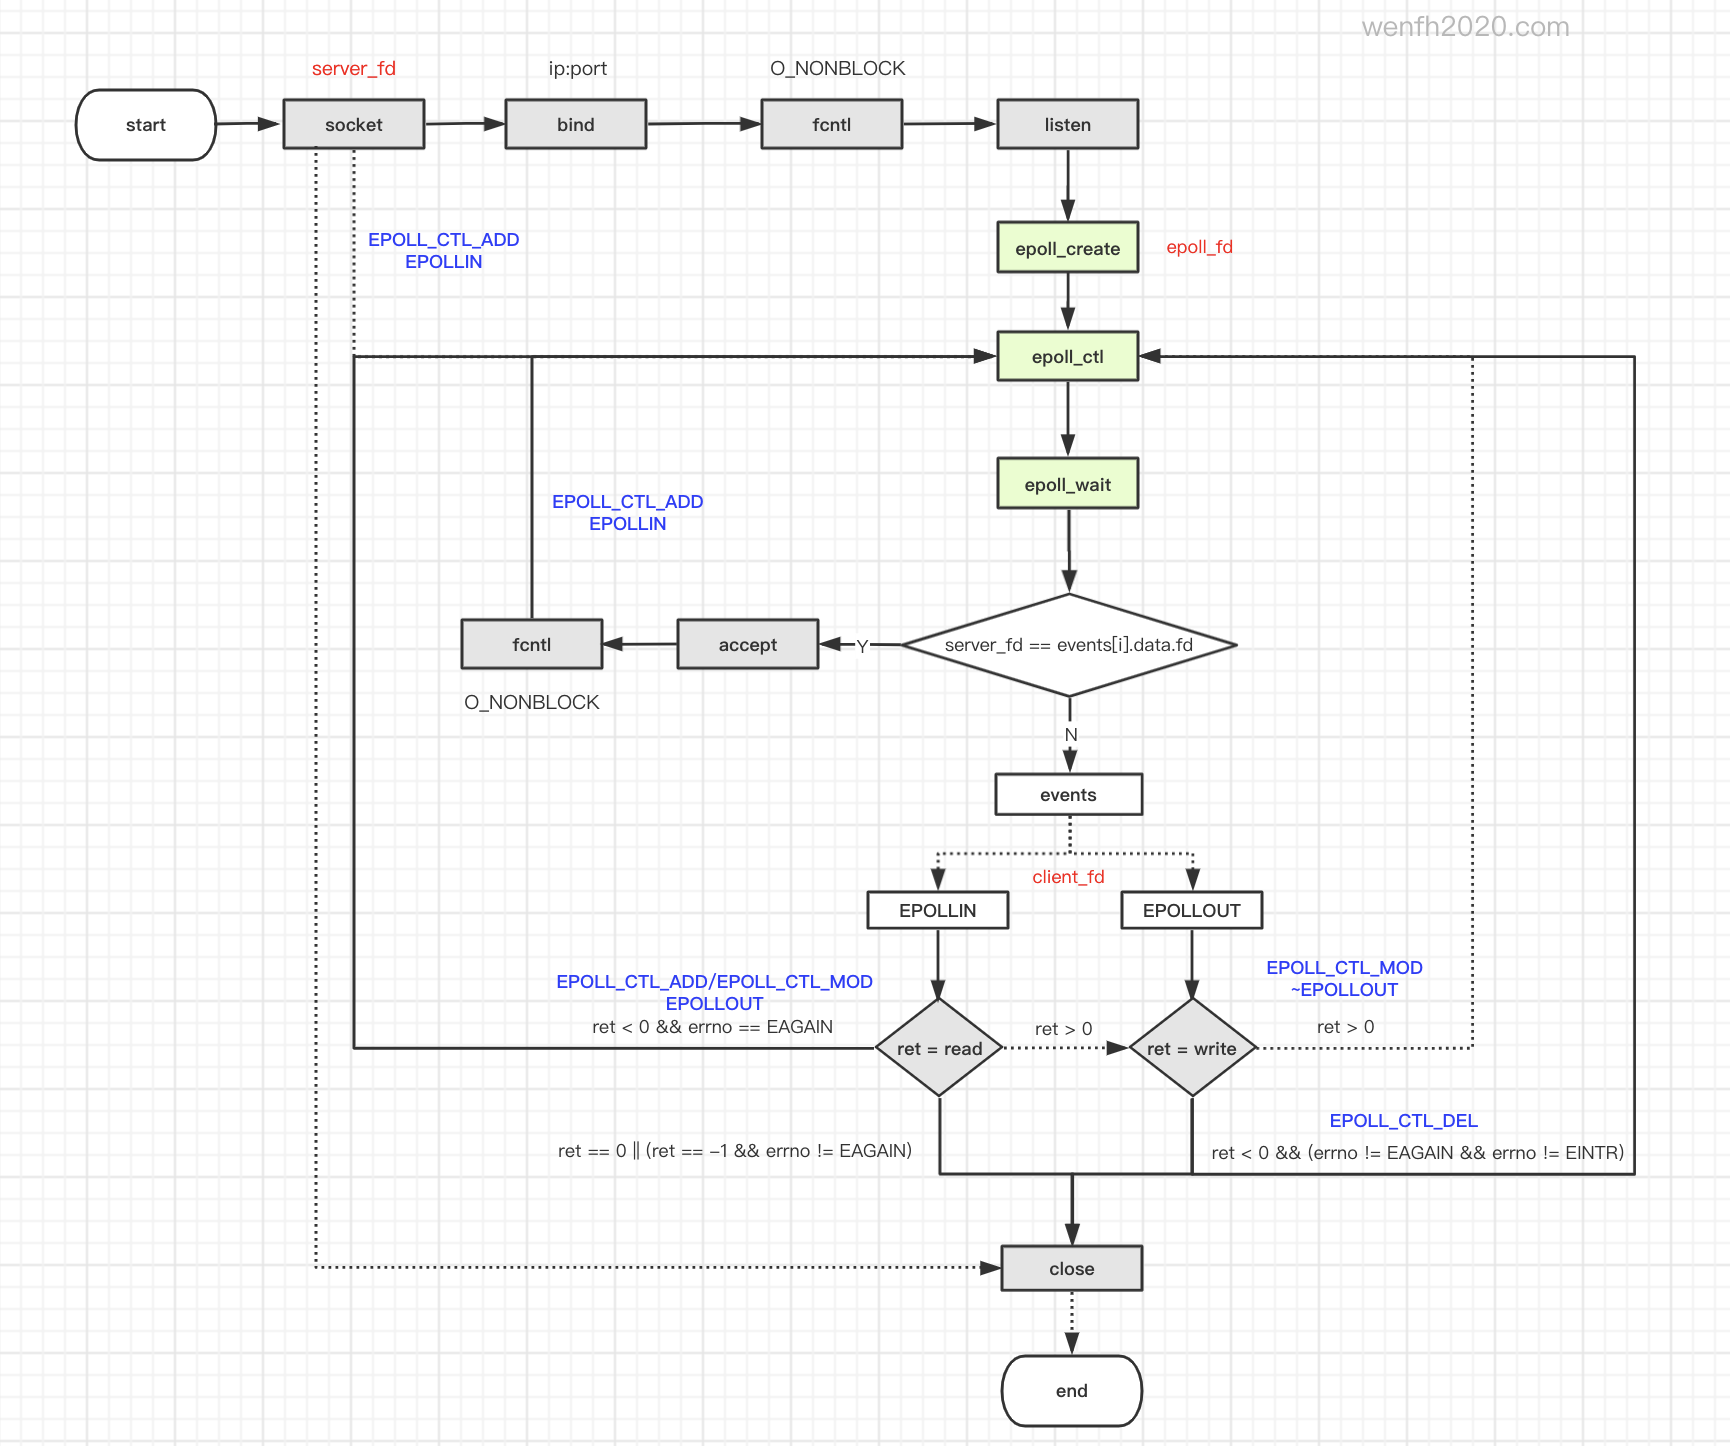 wenfh2020.com
server_fd
ip:port
O_NONBLOCK
start
socket
bind
fcntl
listen
EPOLL_CTL_ADD
EPOLLIN
epoll_create
epoll_fd
epoll_ctl
epoll_wait
EPOLL_CTL_ADD
EPOLLIN
fcntl
accept
Y
server_fd == events[i].data.fd
O_NONBLOCK
N
events
client_fd
EPOLLIN
EPOLLOUT
EPOLL_CTL_ADD/EPOLL_CTL_MOD
EPOLLOUT
ret < 0 && errno == EAGAIN
EPOLL_CTL_MOD
~EPOLLOUT
ret > 0
ret > 0
ret = read
ret = write
EPOLL_CTL_DEL
ret == 0 || (ret == -1 && errno != EAGAIN)
ret < 0 && (errno != EAGAIN && errno != EINTR)
close
end